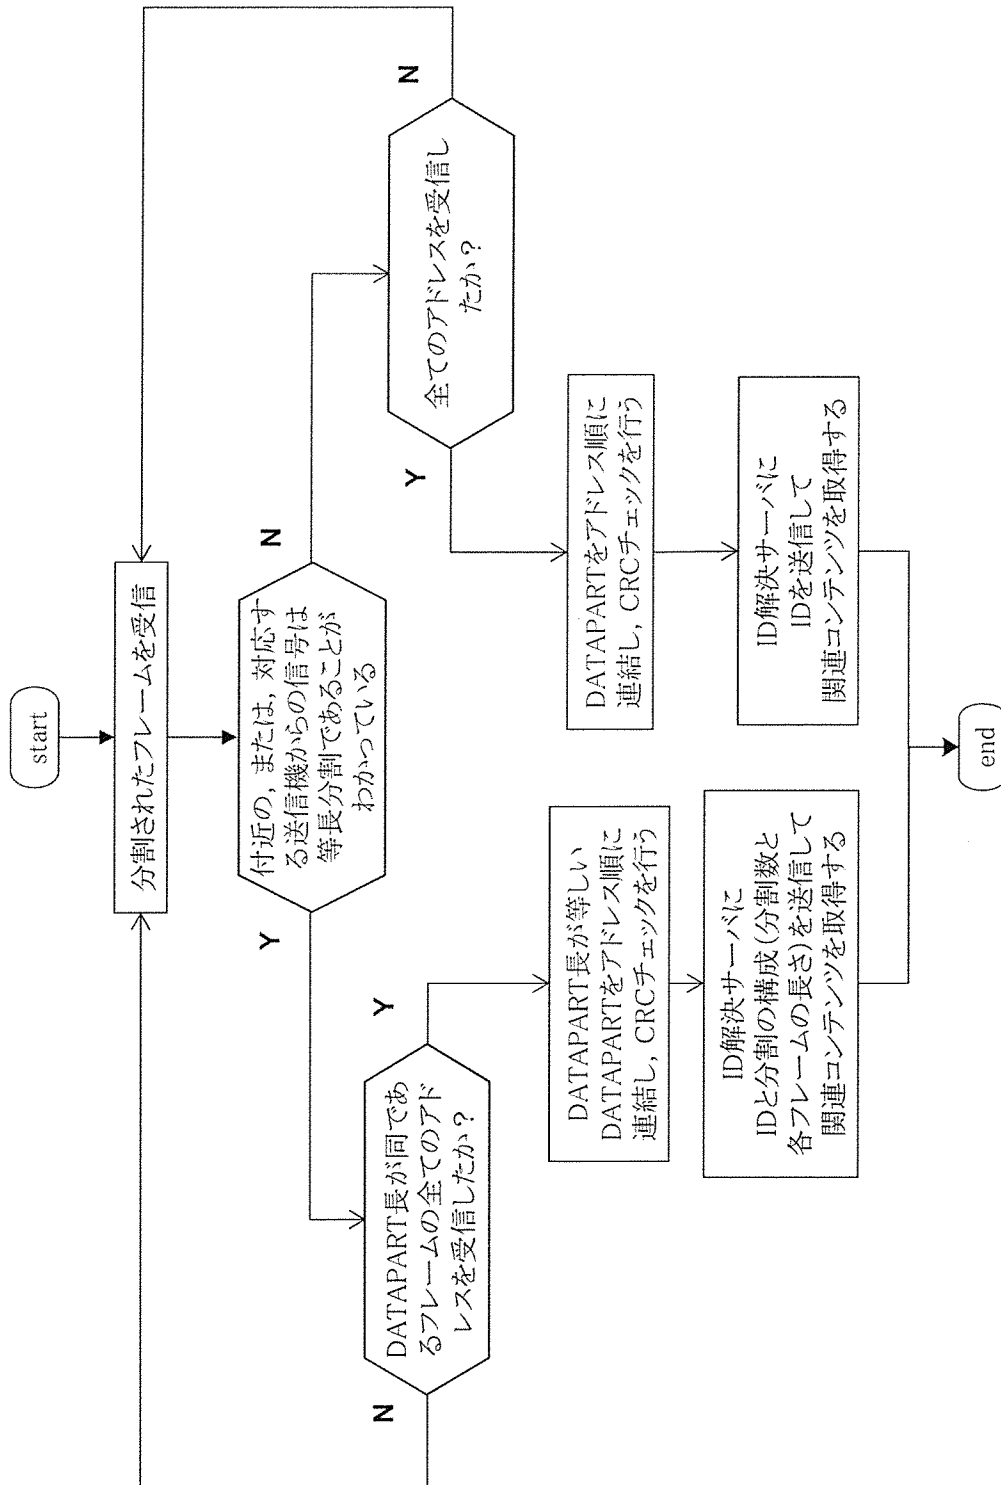 start
分割されたフレームを受信
付近の，または，対応す
る送信機からの信号は
等長分割であることが
わかっている
Y
N
DATAPART長が同であ
るフレームの全てのアド
レスを受信したか？
N
Y
全てのアドレスを受信し
たか？
Y
N
DATAPART長が等しい
DATAPARTをアドレス順に
連結し，CRCチェックを行う
DATAPARTをアドレス順に
連結し，CRCチェックを行う
ID解決サーバに
IDと分割の構成（分割数と
各フレームの長さ）を送信して
関連コンテンツを取得する
ID解決サーバに
IDを送信して
関連コンテンツを取得する
end